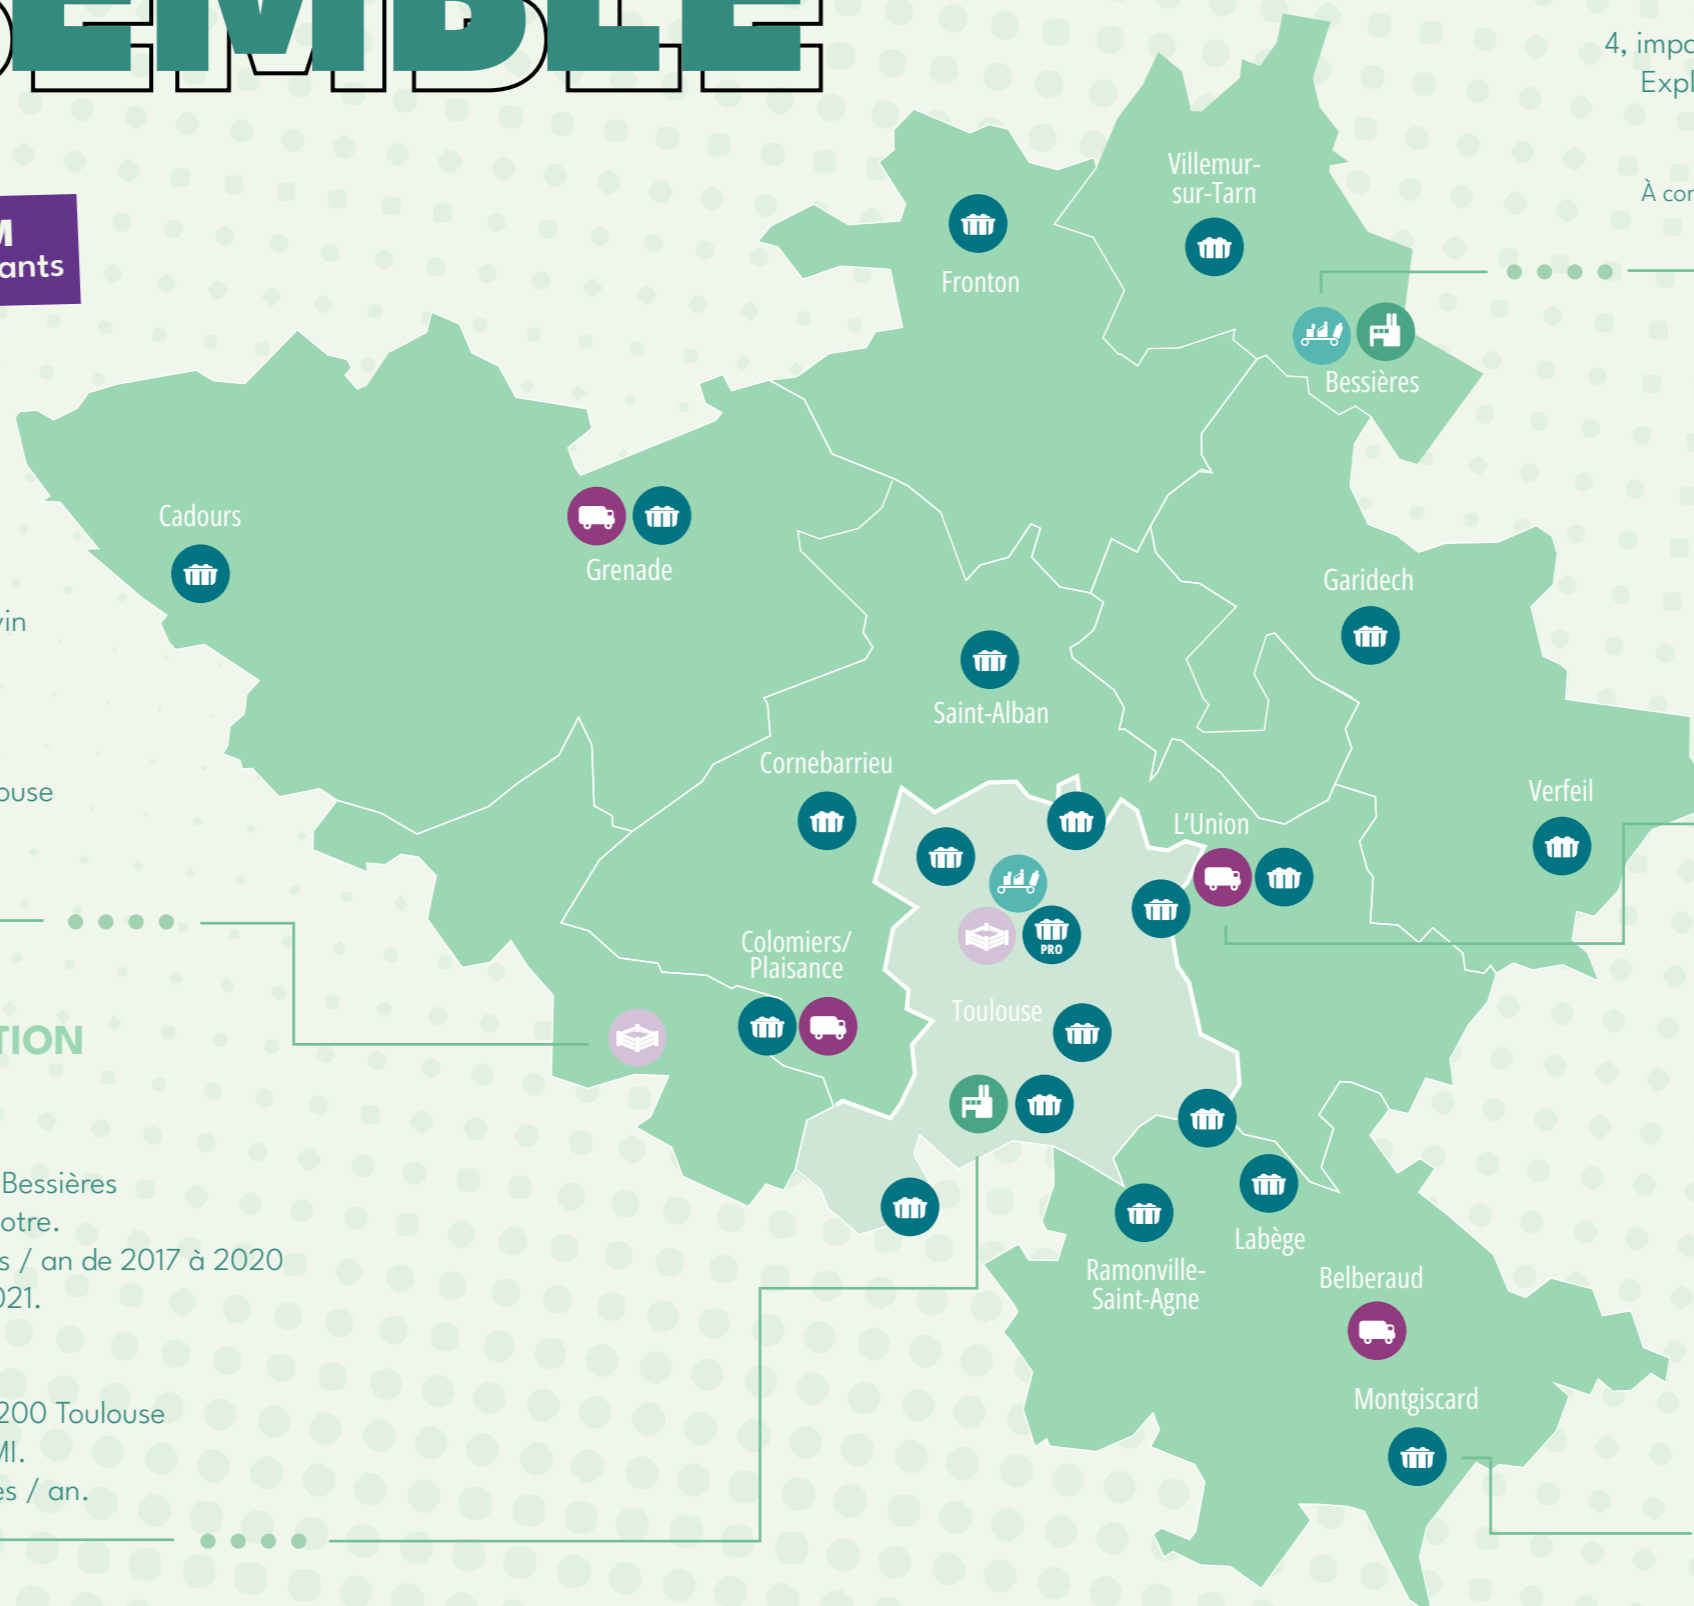 EMBLE
4, impa
Expl
À cor
M
ants
Villemur-
sur-Tarn
Fronton
Bessières
Cadours
Grenade
Garidech
vin
Saint-Alban
Cornebarrieu
ouse
Verfeil
L'Union
Colomiers/
Plaisance
PRO
Toulouse
TION
Bessières
otre.
s / an de 2017 à 2020
021.
Labège
Ramonville-
Saint-Agne
Belberaud
Montgiscard
200 Toulouse
MI.
es / an.